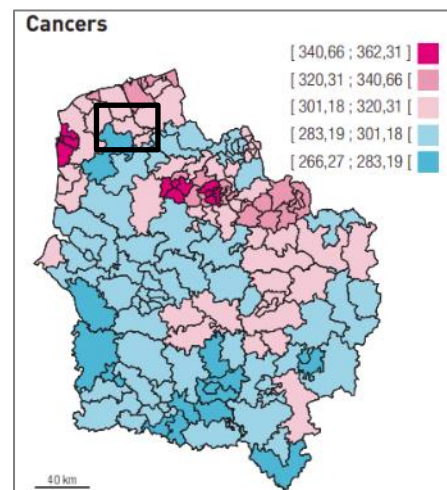 Cancers
[ 340,66 ; 362,31 ]
[ 320,31 ; 340,66 [
[ 301,18 ; 320,31 [
[ 283,19 ; 301,18 [
[ 266,27 ; 283,19 [
40 km